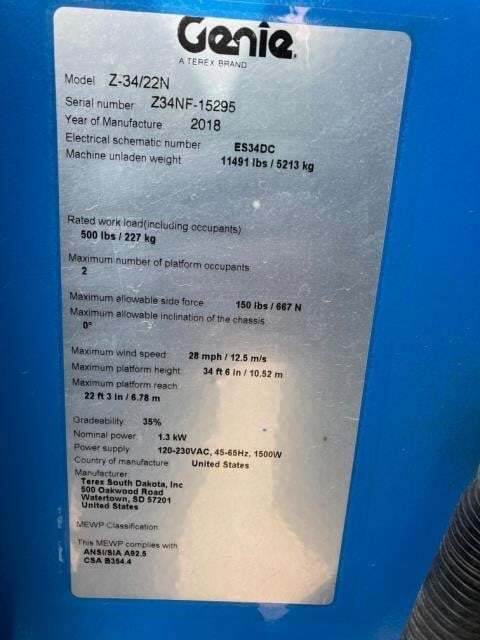 Genie.
A TEREX BRAND
Model Z-34/22N
Serial number Z34NF-15295
Year of Manufacture 2018
Electrical schematic number ES34DC
Machine unladen weight 11491 lbs / 5213 kg
Rated work load(including occupants)
500 lbs / 227 kg
Maximum number of platform occupants
2
Maximum allowable side force 150 lbs / 667 N
Maximum allowable inclination of the chassis
0°
Maximum wind speed 28 mph / 12.5 m/s
Maximum platform height 34 ft 6 in / 10.52 m
Maximum platform reach
22 ft 3 in / 6.78 m
Gradeability 35%
Nominal power 1.3 kW
Power supply 120-230VAC, 45-65Hz, 1500W
Country of manufacture United States
Manufacturer
Terex South Dakota, Inc
500 Oakwood Road
Watertown, SD 57201
United States
MEWP Classification
This MEWP complies with
ANSI/SIA A92.5
CSA B354.4